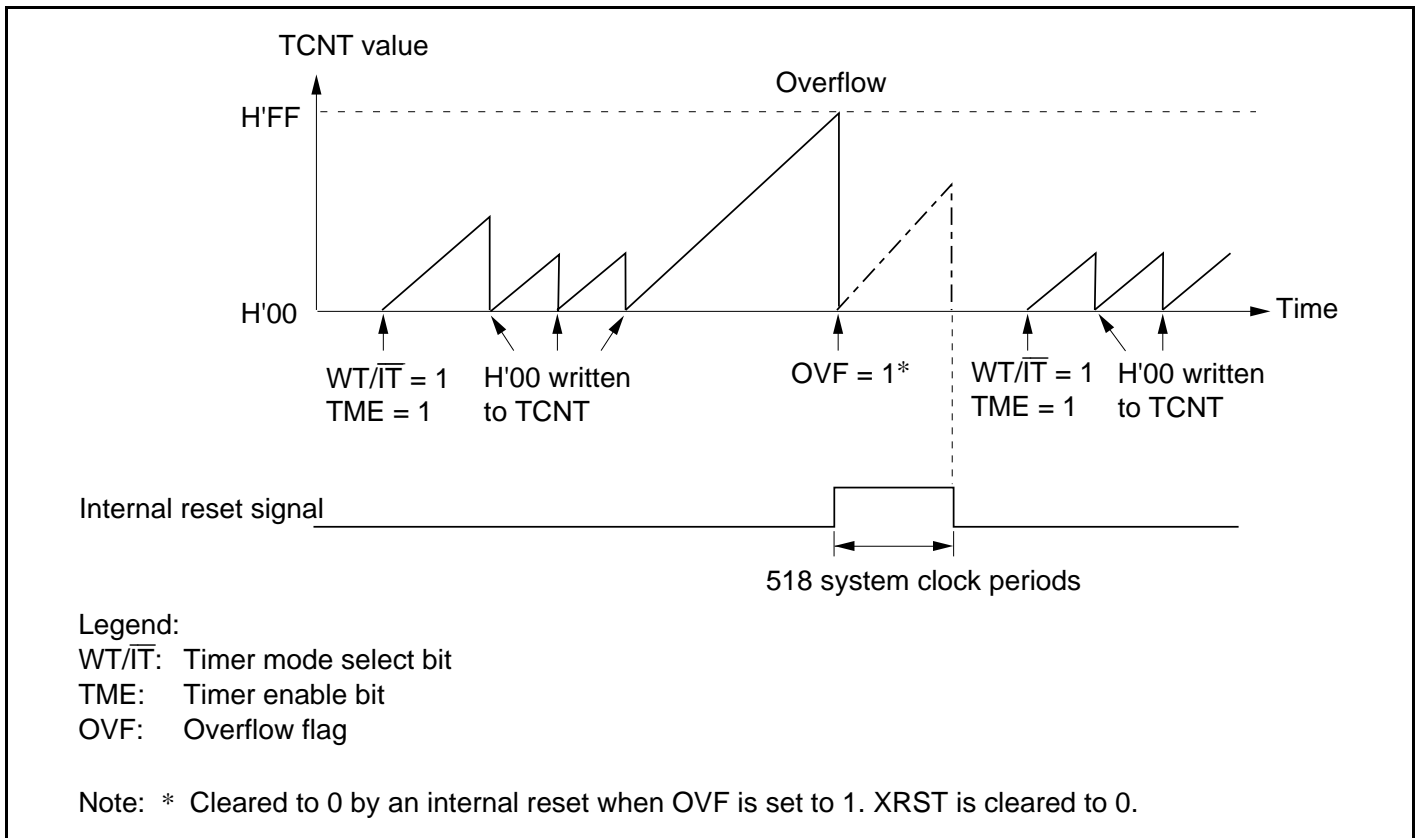 TCNT value
Overflow
H'FF
H'00
Time
WT/I̅T̅ = 1
TME = 1
H'00 written
to TCNT
OVF = 1*
WT/I̅T̅ = 1
TME = 1
H'00 written
to TCNT
Internal reset signal
518 system clock periods
Legend:
WT/I̅T̅: Timer mode select bit
TME: Timer enable bit
OVF: Overflow flag
Note: * Cleared to 0 by an internal reset when OVF is set to 1. XRST is cleared to 0.